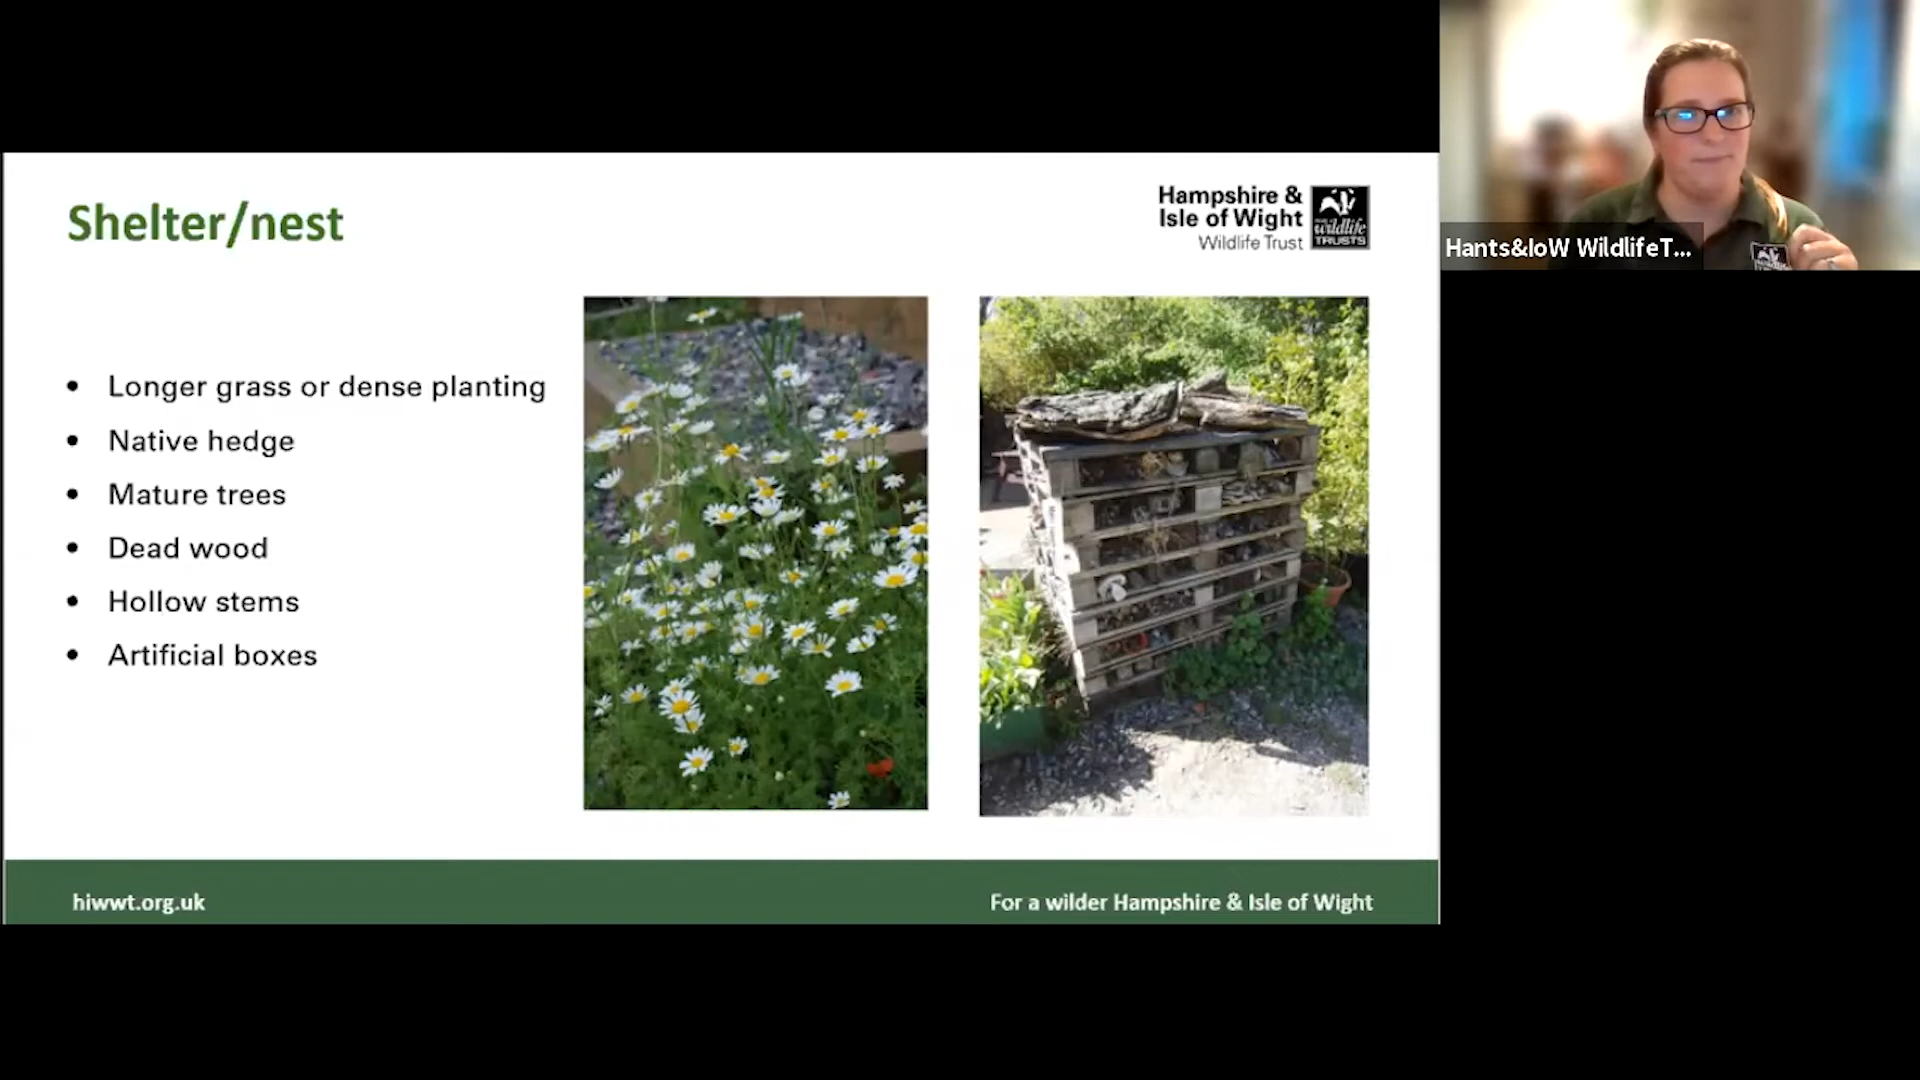 Shelter/nest
Hampshire &
Isle of Wight
Wildlife Trust
wildlife
TRUSTS
• Longer grass or dense planting
• Native hedge
• Mature trees
• Dead wood
• Hollow stems
• Artificial boxes
hiwwt.org.uk
For a wilder Hampshire & Isle of Wight
Hants&IoW WildlifeT...